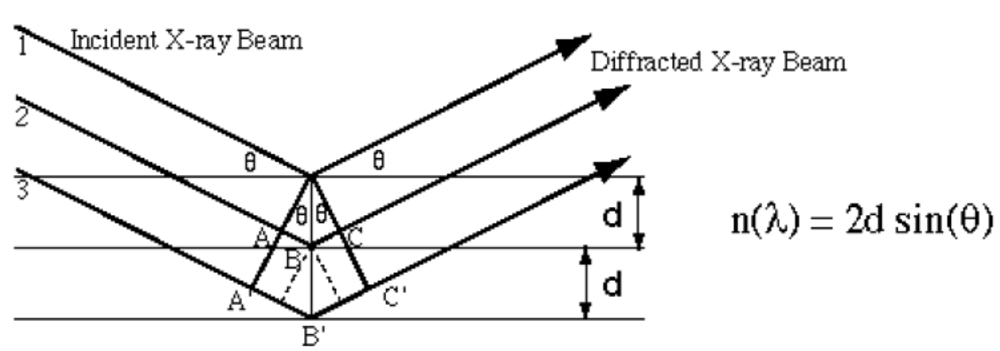 1
Incident X-ray Beam
Diffracted X-ray Beam
2
θ
θ
3
θ
θ
d
n(λ) = 2d sin(θ)
A
C
B
d
A'
C'
B'